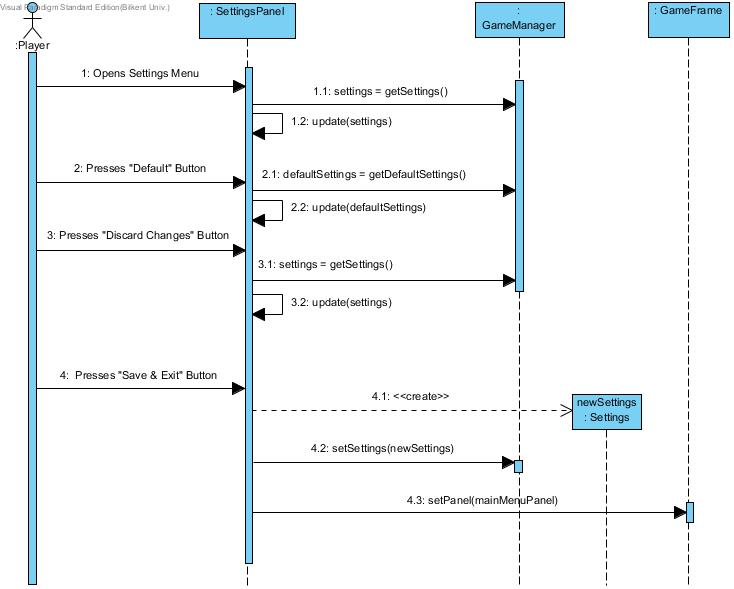 Visual Paradigm Standard Edition(Bilkent Univ.)
:Player
: SettingsPanel
:
GameManager
: GameFrame
1: Opens Settings Menu
1.1: settings = getSettings()
1.2: update(settings)
2: Presses "Default" Button
2.1: defaultSettings = getDefaultSettings()
2.2: update(defaultSettings)
3: Presses "Discard Changes" Button
3.1: settings = getSettings()
3.2: update(settings)
4: Presses "Save & Exit" Button
4.1: <<create>>
newSettings
: Settings
4.2: setSettings(newSettings)
4.3: setPanel(mainMenuPanel)